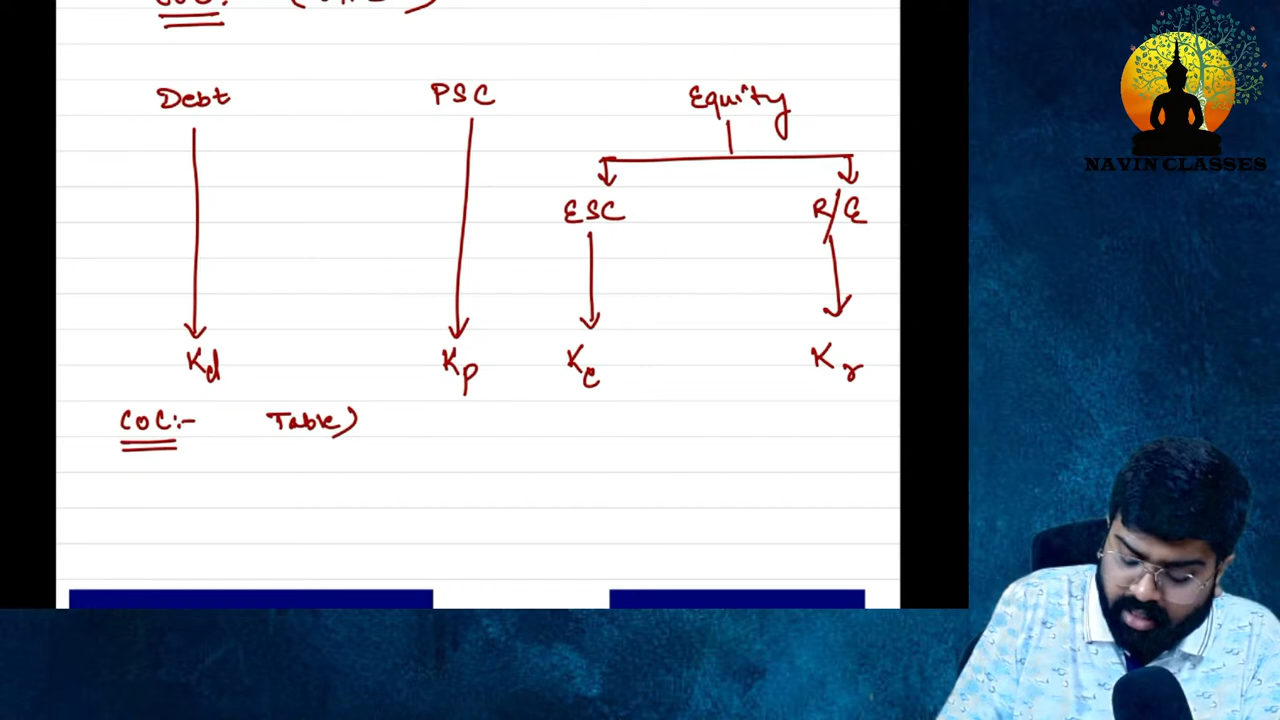 Debt PSC Equity
ESC R/E
Kd Kp Ke Kr
COC:- Table)
NAVIN CLASSES